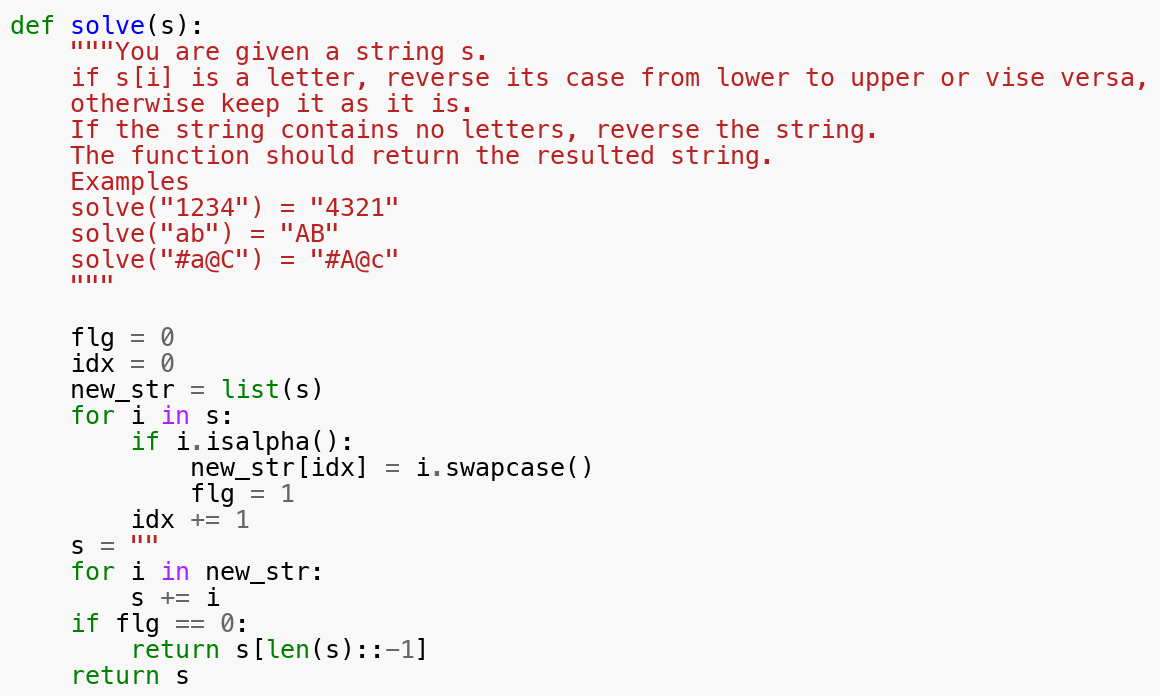 def solve(s):
    """You are given a string s.
    if s[i] is a letter, reverse its case from lower to upper or vise versa,
    otherwise keep it as it is.
    If the string contains no letters, reverse the string.
    The function should return the resulted string.
    Examples
    solve("1234") = "4321"
    solve("ab") = "AB"
    solve("#a@C") = "#A@c"
    """

    flg = 0
    idx = 0
    new_str = list(s)
    for i in s:
        if i.isalpha():
            new_str[idx] = i.swapcase()
            flg = 1
        idx += 1
    s = ""
    for i in new_str:
        s += i
    if flg == 0:
        return s[len(s)::-1]
    return s